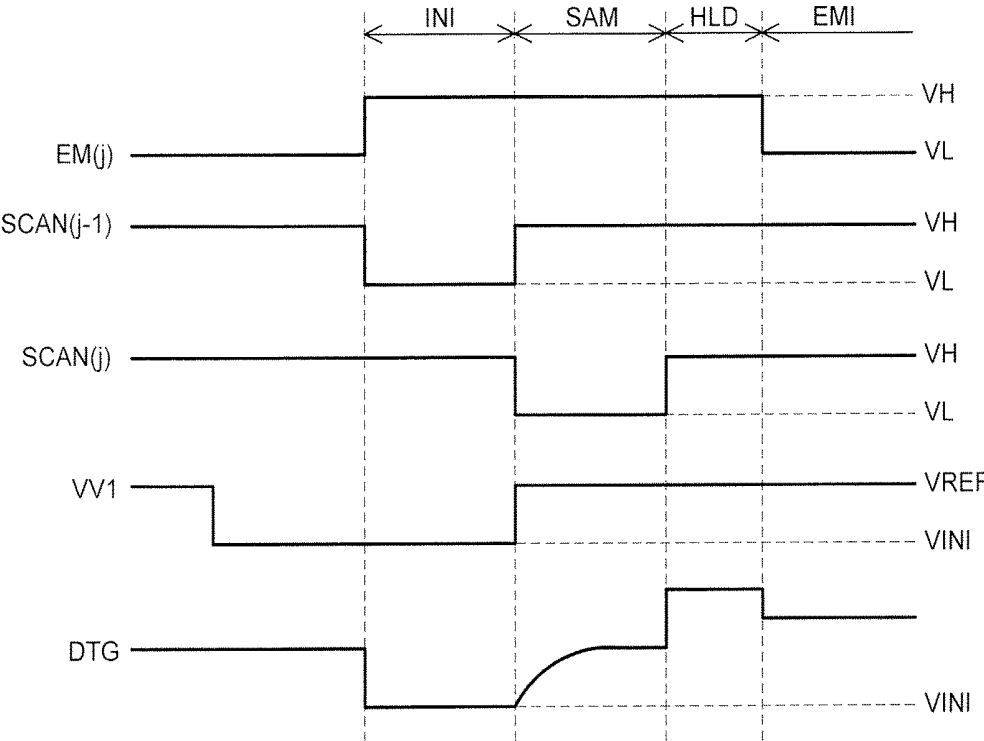 INI SAM HLD EMI
VH
EM(j) VL
SCAN(j-1) VH
VL
SCAN(j) VH
VL
VV1 VREF
VINI
DTG
VINI